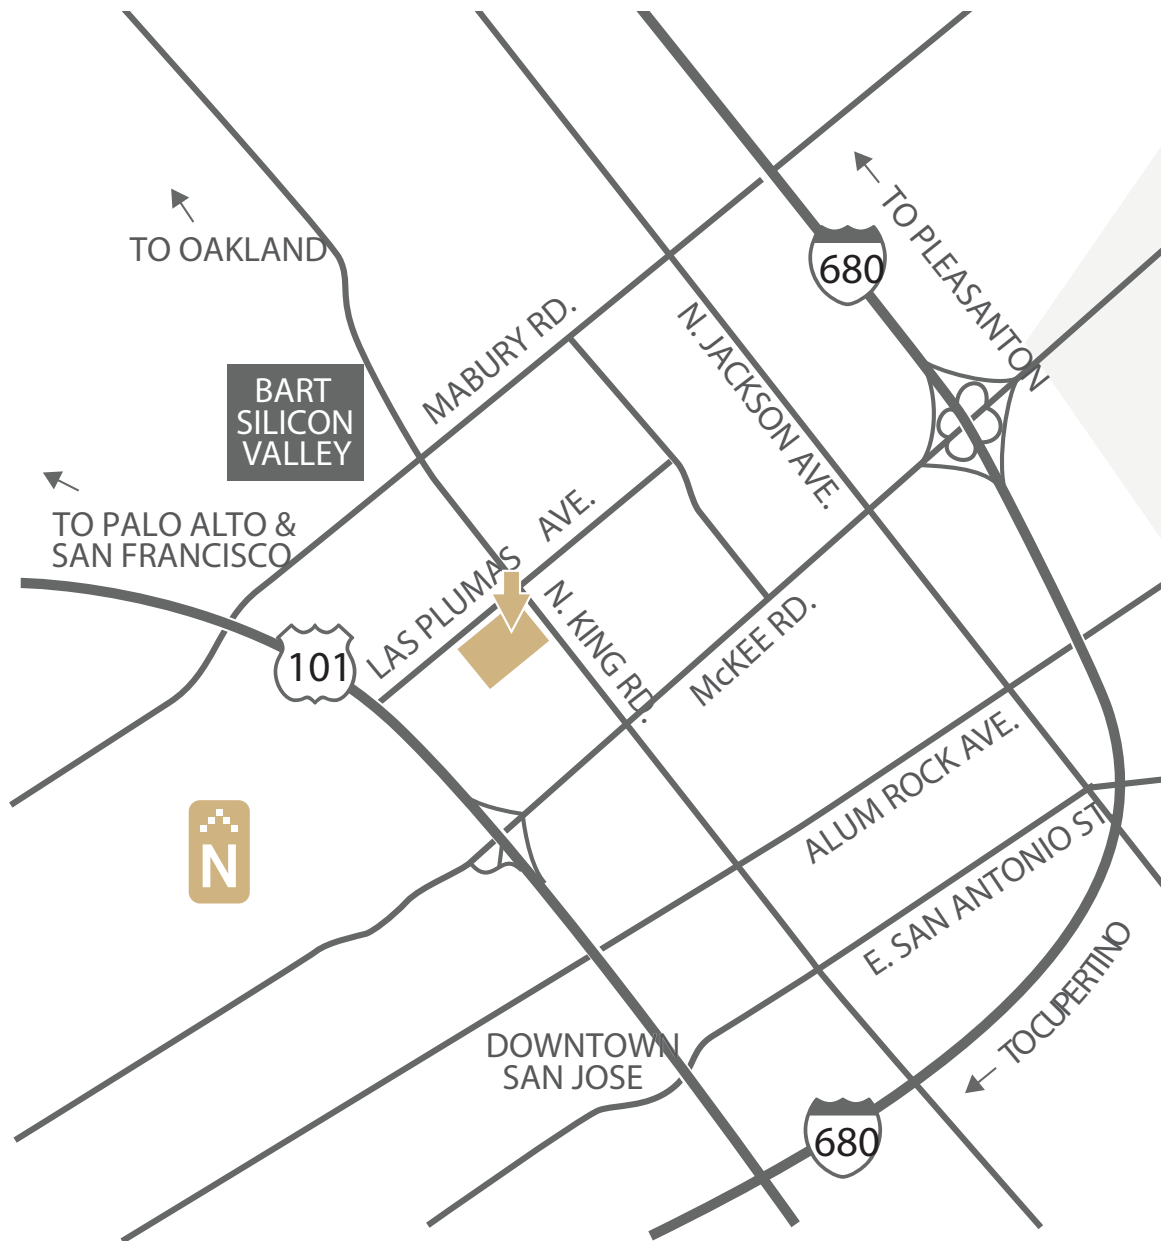 TO OAKLAND
TO PLEASANTON
680
N. JACKSON AVE.
MABURY RD.
BART
SILICON
VALLEY
TO PALO ALTO &
SAN FRANCISCO
LAS PLUMAS AVE.
N. KING RD.
101
McKEE RD.
ALUM ROCK AVE.
E. SAN ANTONIO ST
N
TO CUPERTINO
DOWNTOWN
SAN JOSE
680